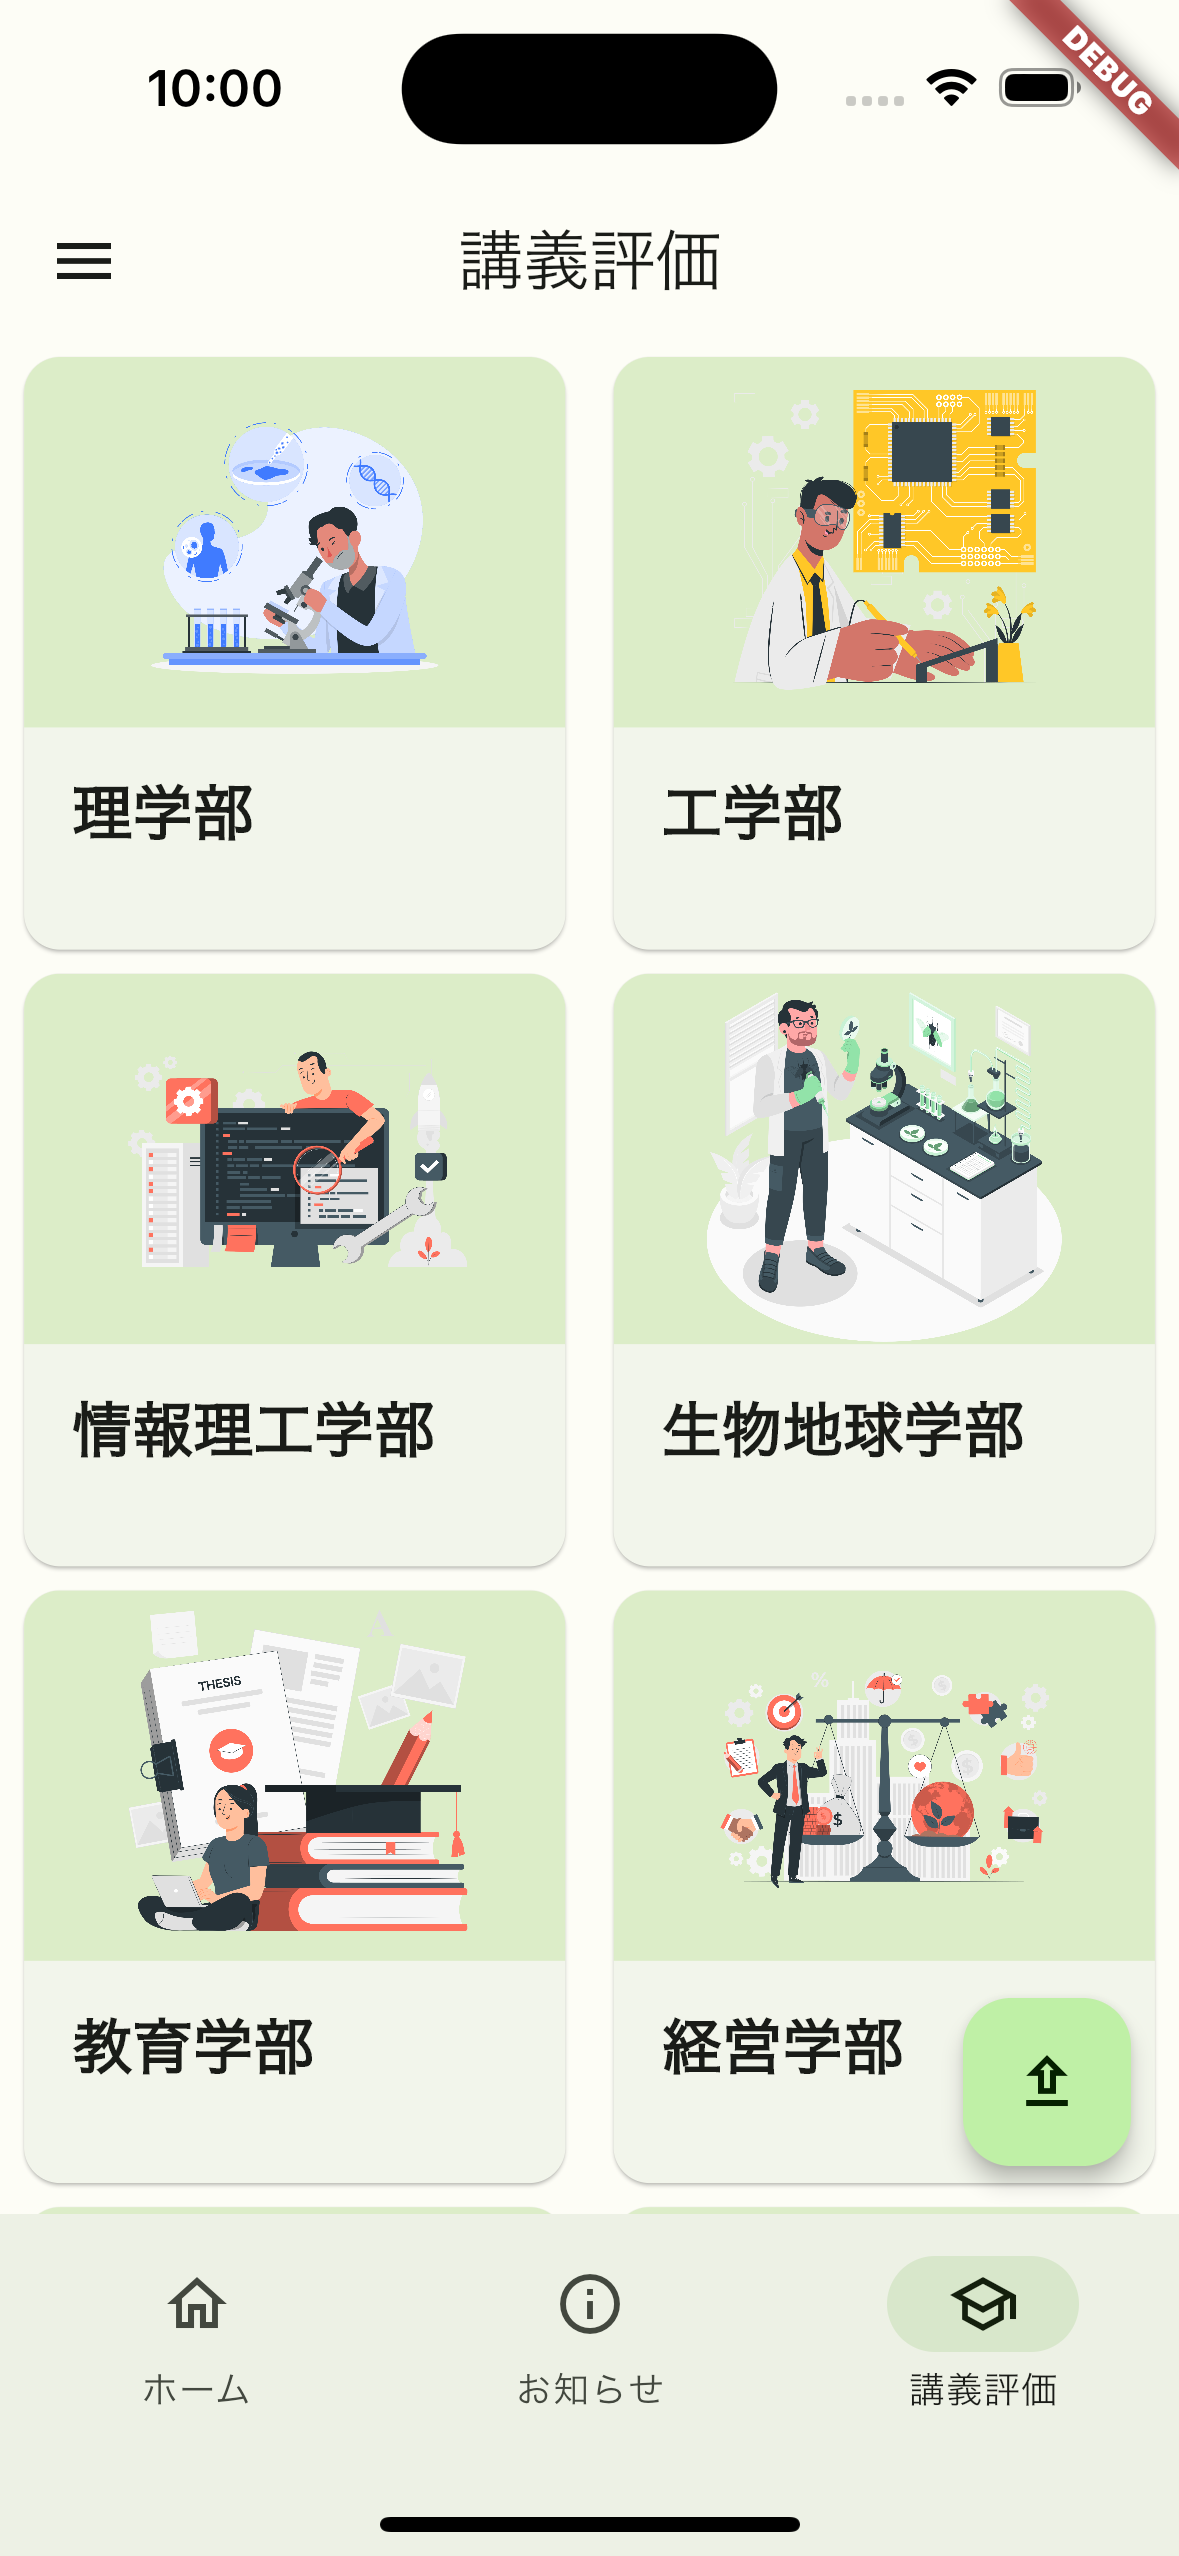 10:00
DEBUG
講義評価
理学部
工学部
情報理工学部
生物地球学部
THESIS
A
%
$
教育学部
経営学部
ホーム
お知らせ
講義評価